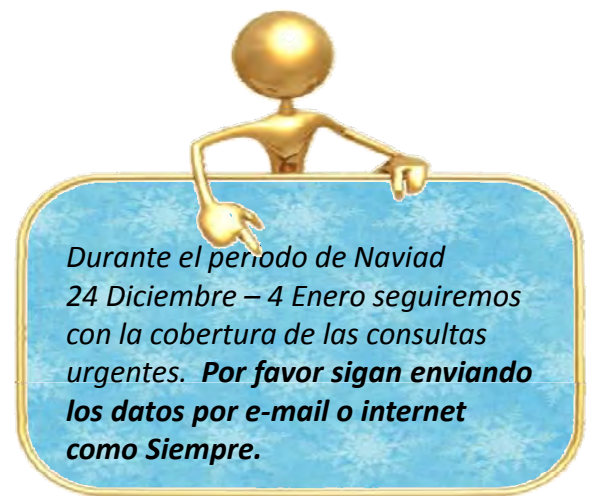 Durante el periodo de Naviad
24 Diciembre – 4 Enero seguiremos
con la cobertura de las consultas
urgentes. Por favor sigan enviando
los datos por e-mail o internet
como Siempre.